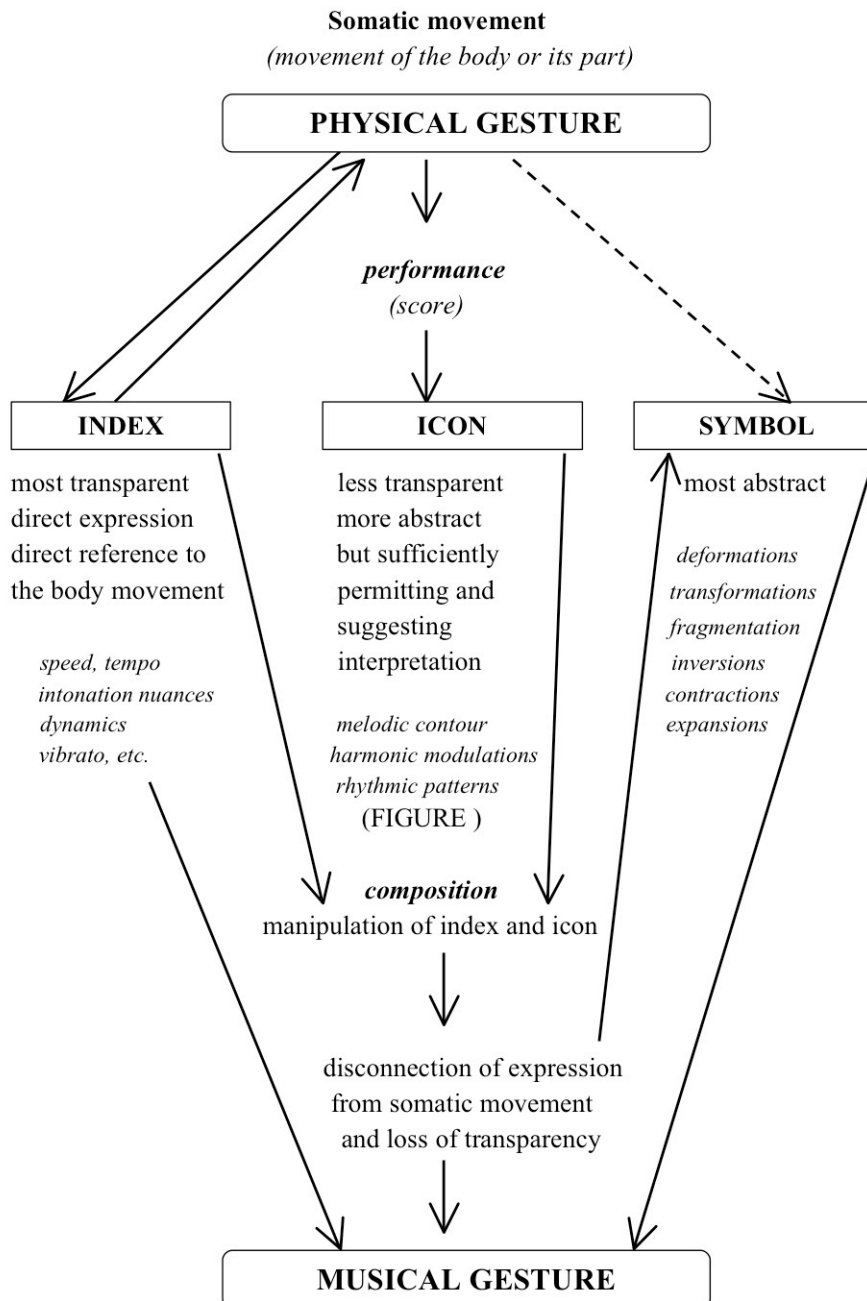 Somatic movement
(movement of the body or its part)
PHYSICAL GESTURE
performance
(score)
INDEX
most transparent
direct expression
direct reference to
the body movement
speed, tempo
intonation nuances
dynamics
vibrato, etc.
ICON
less transparent
more abstract
but sufficiently
permitting and
suggesting
interpretation
melodic contour
harmonic modulations
rhythmic patterns
(FIGURE )
SYMBOL
most abstract
deformations
transformations
fragmentation
inversions
contractions
expansions
composition
manipulation of index and icon
disconnection of expression
from somatic movement
and loss of transparency
MUSICAL GESTURE